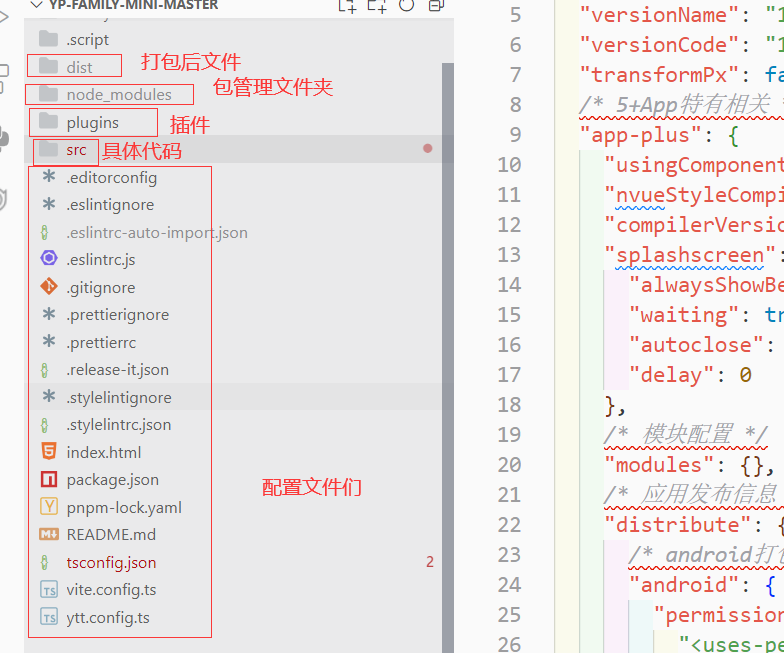 YP-FAMILY-MINI-MASTER
.script
dist 打包后文件
node_modules 包管理文件夹
plugins 插件
src 具体代码
.editorconfig
.eslintignore
.eslintrc-auto-import.json
.eslintrc.js
.gitignore
.prettierignore
.prettierrc
.release-it.json
.stylelintignore
.stylelintrc.json
index.html
package.json
配置文件们
pnpm-lock.yaml
README.md
tsconfig.json 2
TS vite.config.ts
TS ytt.config.ts
5 "versionName": "1
6 "versionCode": "1
7 "transformPx": fa
8 /* 5+App特有相关
9 "app-plus": {
10 "usingComponent
11 "nvueStyleCompi
12 "compilerVersio
13 "splashscreen":
14 "alwaysShowBe
15 "waiting": tr
16 "autoclose":
17 "delay": 0
18 },
19 /* 模块配置 */
20 "modules": {},
21 /* 应用发布信息
22 "distribute": {
23 /* android打包
24 "android": {
25 "permission
26 "<uses-pe